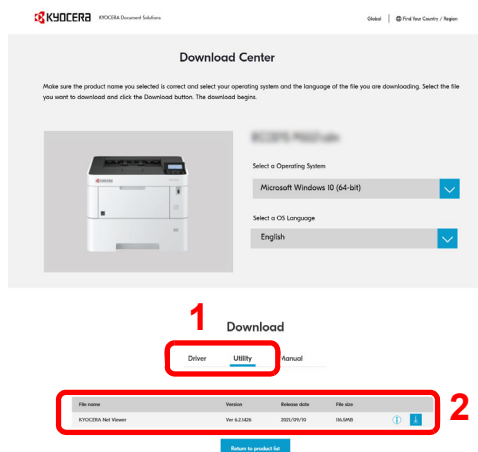 KYOCERA KYOCERA Document Solutions Global Find Your Country / Region
Download Center
Make sure the product name you selected is correct and select your operating system and the language of the file you are downloading. Select the file
you want to download and click the Download button. The download begins.
Select a Operating System
Microsoft Windows 10 (64-bit)
Select a OS Language
English
1
Download
Driver Utility Manual
2
File name Version Release date File size
KYOCERA Net Viewer Ver 6.2.1426 2021/09/10 116.5MB
Return to product list